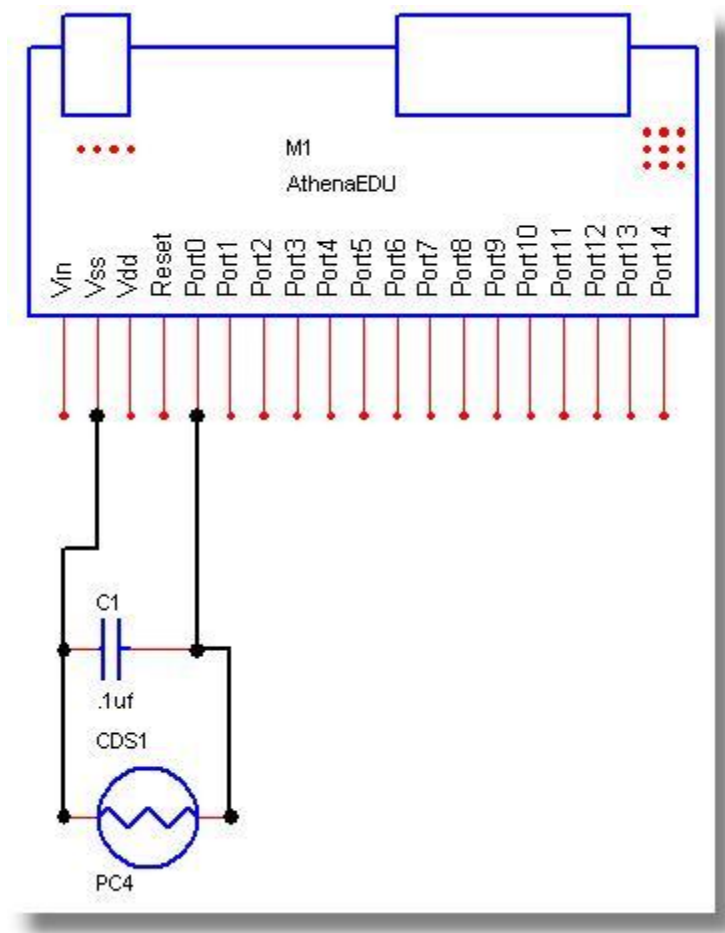 M1
AthenaEDU
Vin
Vss
Vdd
Reset
Port0
Port1
Port2
Port3
Port4
Port5
Port6
Port7
Port8
Port9
Port10
Port11
Port12
Port13
Port14
C1
.1uf
CDS1
PC4